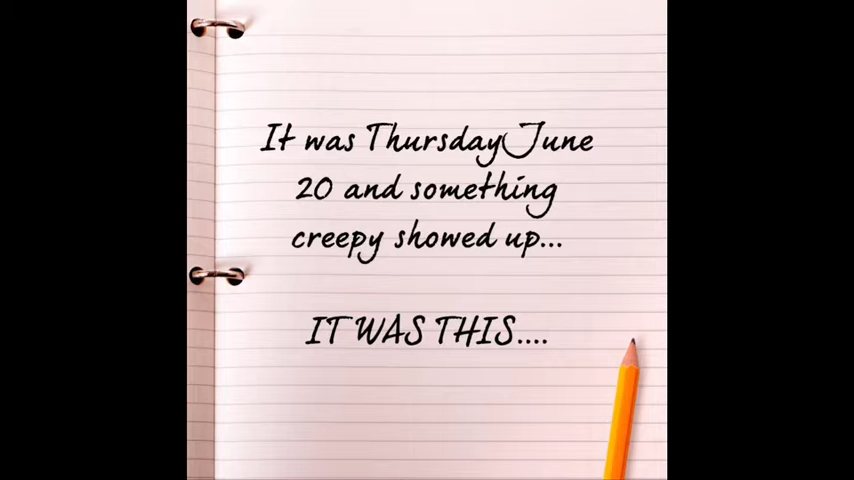 It was Thursday June
20 and something
creepy showed up...
IT WAS THIS....